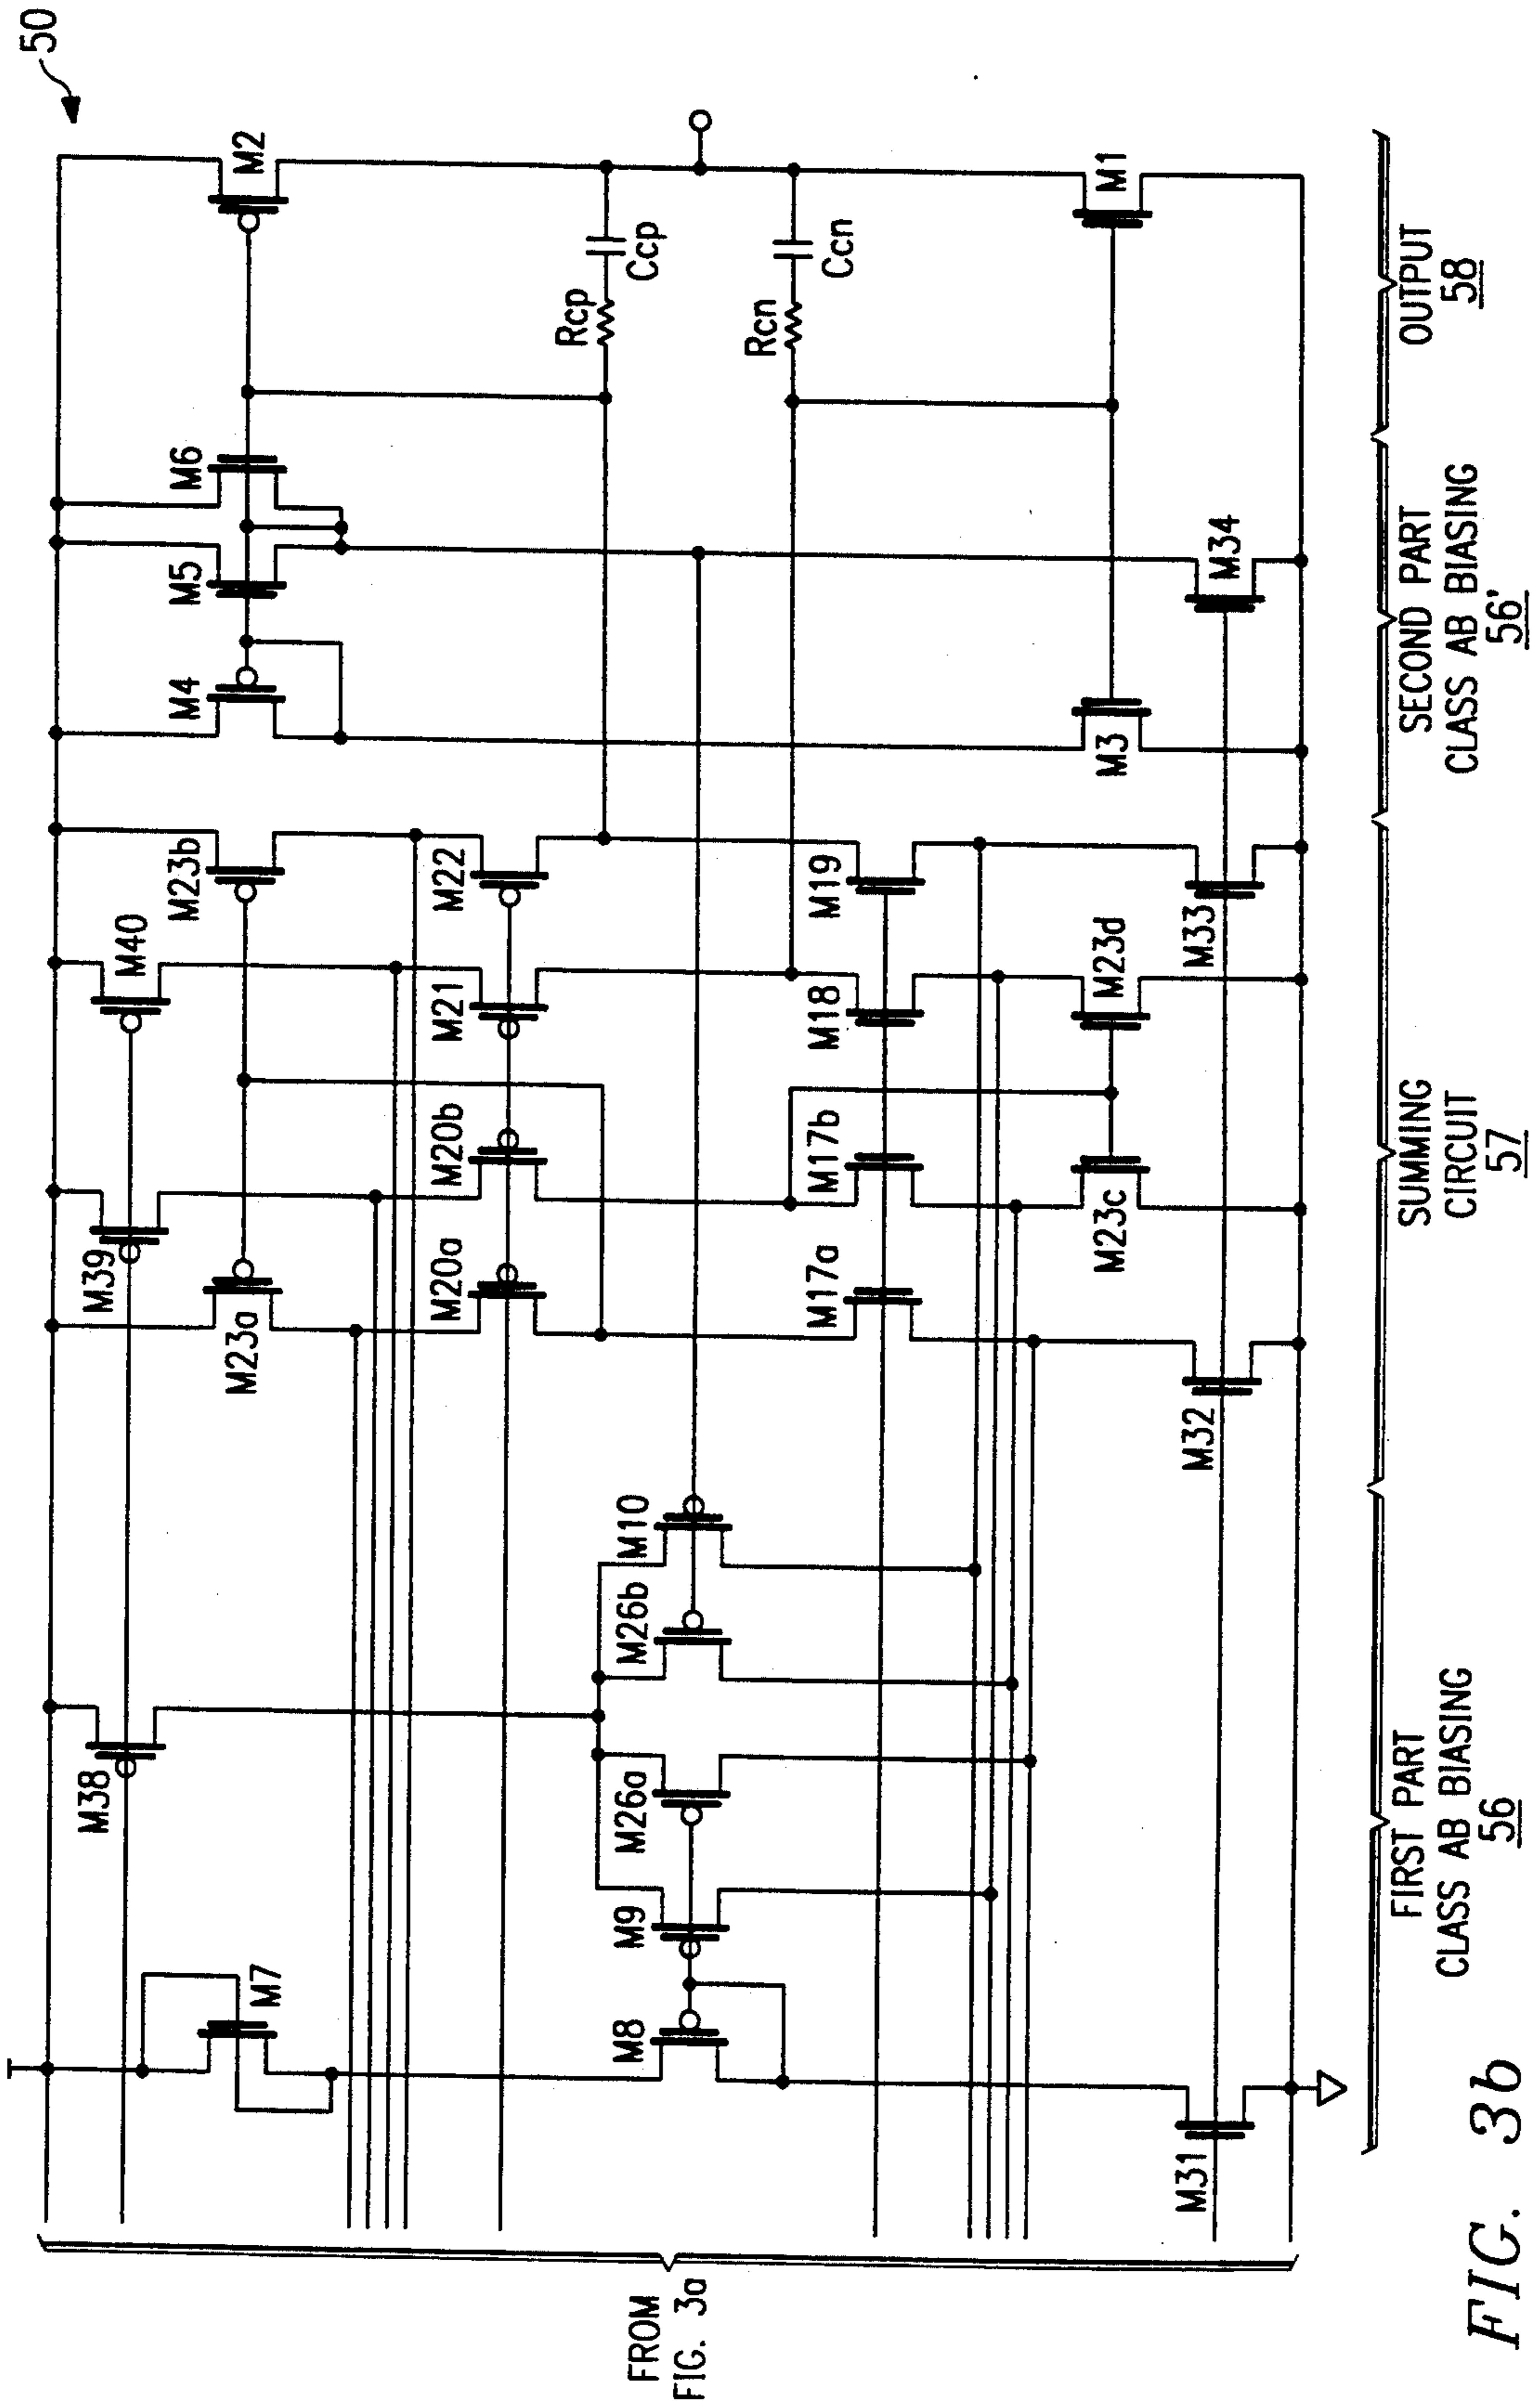 50
M2
M6
M5
M4
M40
M23b
M39
M23a
M38
M7
Ccp
Rcp
Ccn
Rcn
M22
M21
M20b
M20a
M10
M26b
M26a
M9
M8
M19
M18
M17b
M17a
M1
M3
M34
M33
M23d
M23c
M32
M31
FROM
FIG. 3a
FIRST PART
CLASS AB BIASING
56
SUMMING
CIRCUIT
57
SECOND PART
CLASS AB BIASING
56'
OUTPUT
58
FIG. 3b